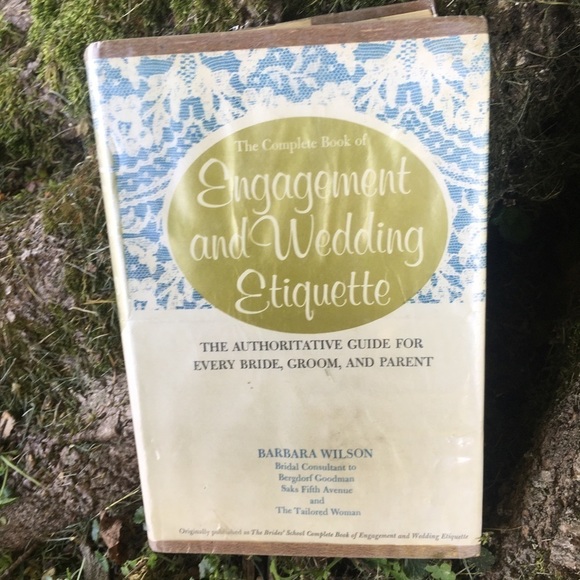 The Complete Book of
Engagement
and Wedding
Etiquette
THE AUTHORITATIVE GUIDE FOR
EVERY BRIDE, GROOM, AND PARENT
BARBARA WILSON
Bridal Consultant to
Bergdorf Goodman
Saks Fifth Avenue
and
The Tailored Woman
Originally published as The Brides' School Complete Book of Engagement and Wedding Etiquette